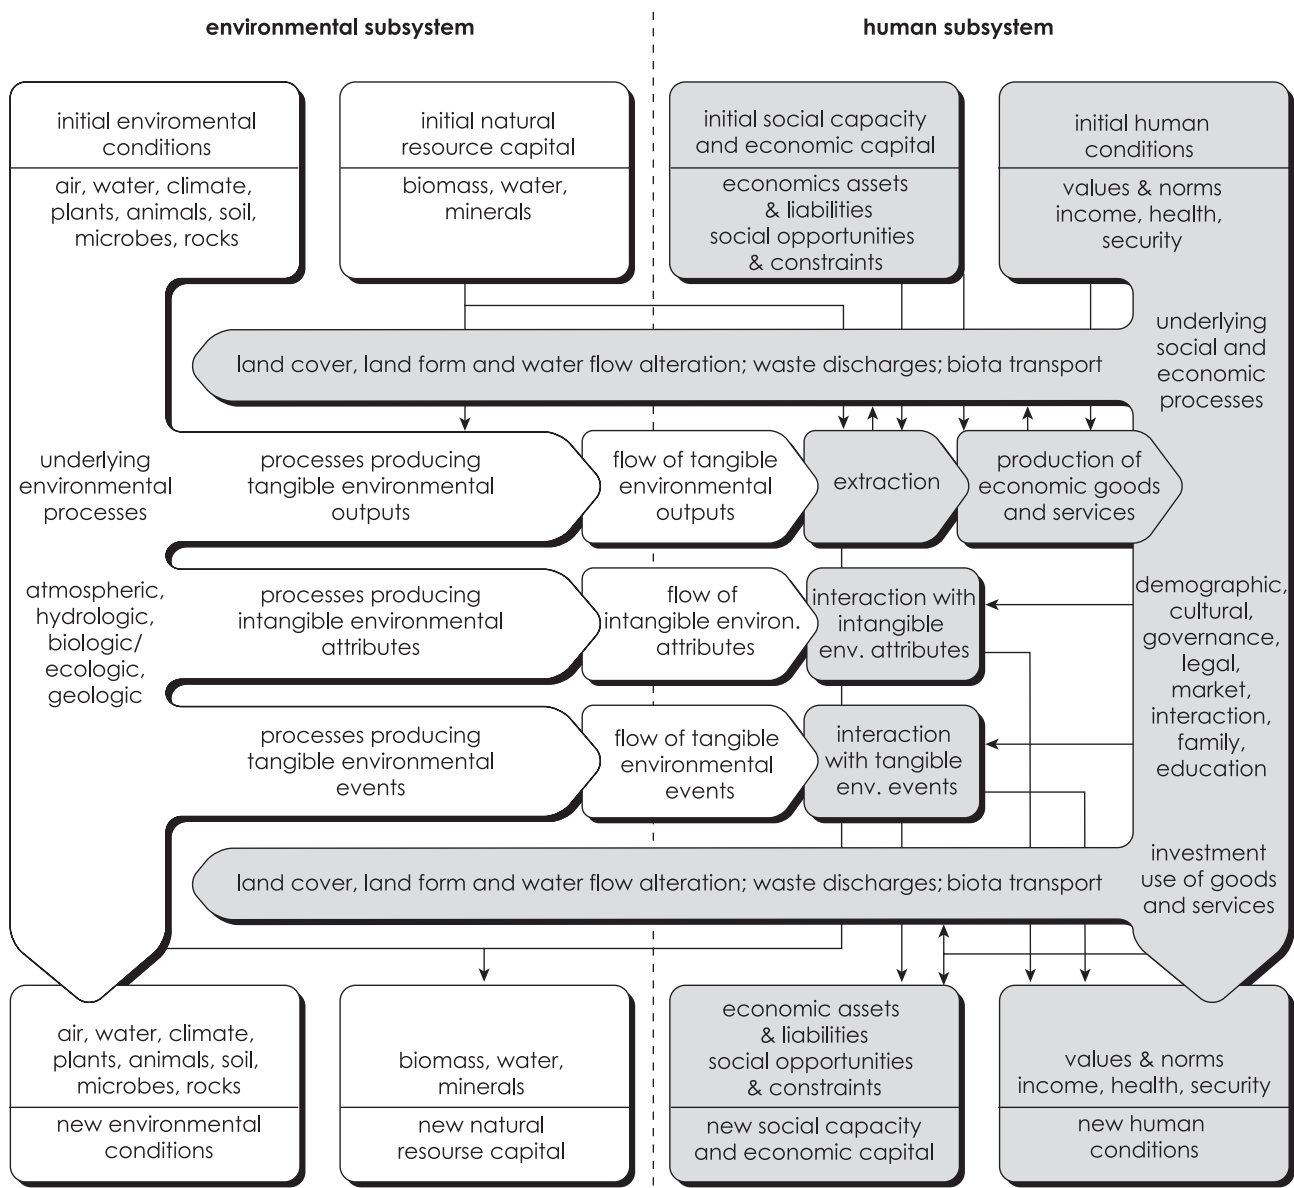 environmental subsystem
human subsystem
initial enviromental
conditions
air, water, climate,
plants, animals, soil,
microbes, rocks
initial natural
resource capital
biomass, water,
minerals
initial social capacity
and economic capital
economics assets
& liabilities
social opportunities
& constraints
initial human
conditions
values & norms
income, health,
security
land cover, land form and water flow alteration; waste discharges; biota transport
underlying
social and
economic
processes
underlying
environmental
processes
processes producing
tangible environmental
outputs
flow of tangible
environmental
outputs
extraction
production of
economic goods
and services
atmospheric,
hydrologic,
biologic/
ecologic,
geologic
processes producing
intangible environmental
attributes
flow of
intangible environ.
attributes
interaction with
intangible
env. attributes
demographic,
cultural,
governance,
legal,
market,
interaction,
family,
education
processes producing
tangible environmental
events
flow of tangible
environmental
events
interaction
with tangible
env. events
land cover, land form and water flow alteration; waste discharges; biota transport
investment
use of goods
and services
air, water, climate,
plants, animals, soil,
microbes, rocks
new environmental
conditions
biomass, water,
minerals
new natural
resourse capital
economic assets
& liabilities
social opportunities
& constraints
new social capacity
and economic capital
values & norms
income, health, security
new human
conditions